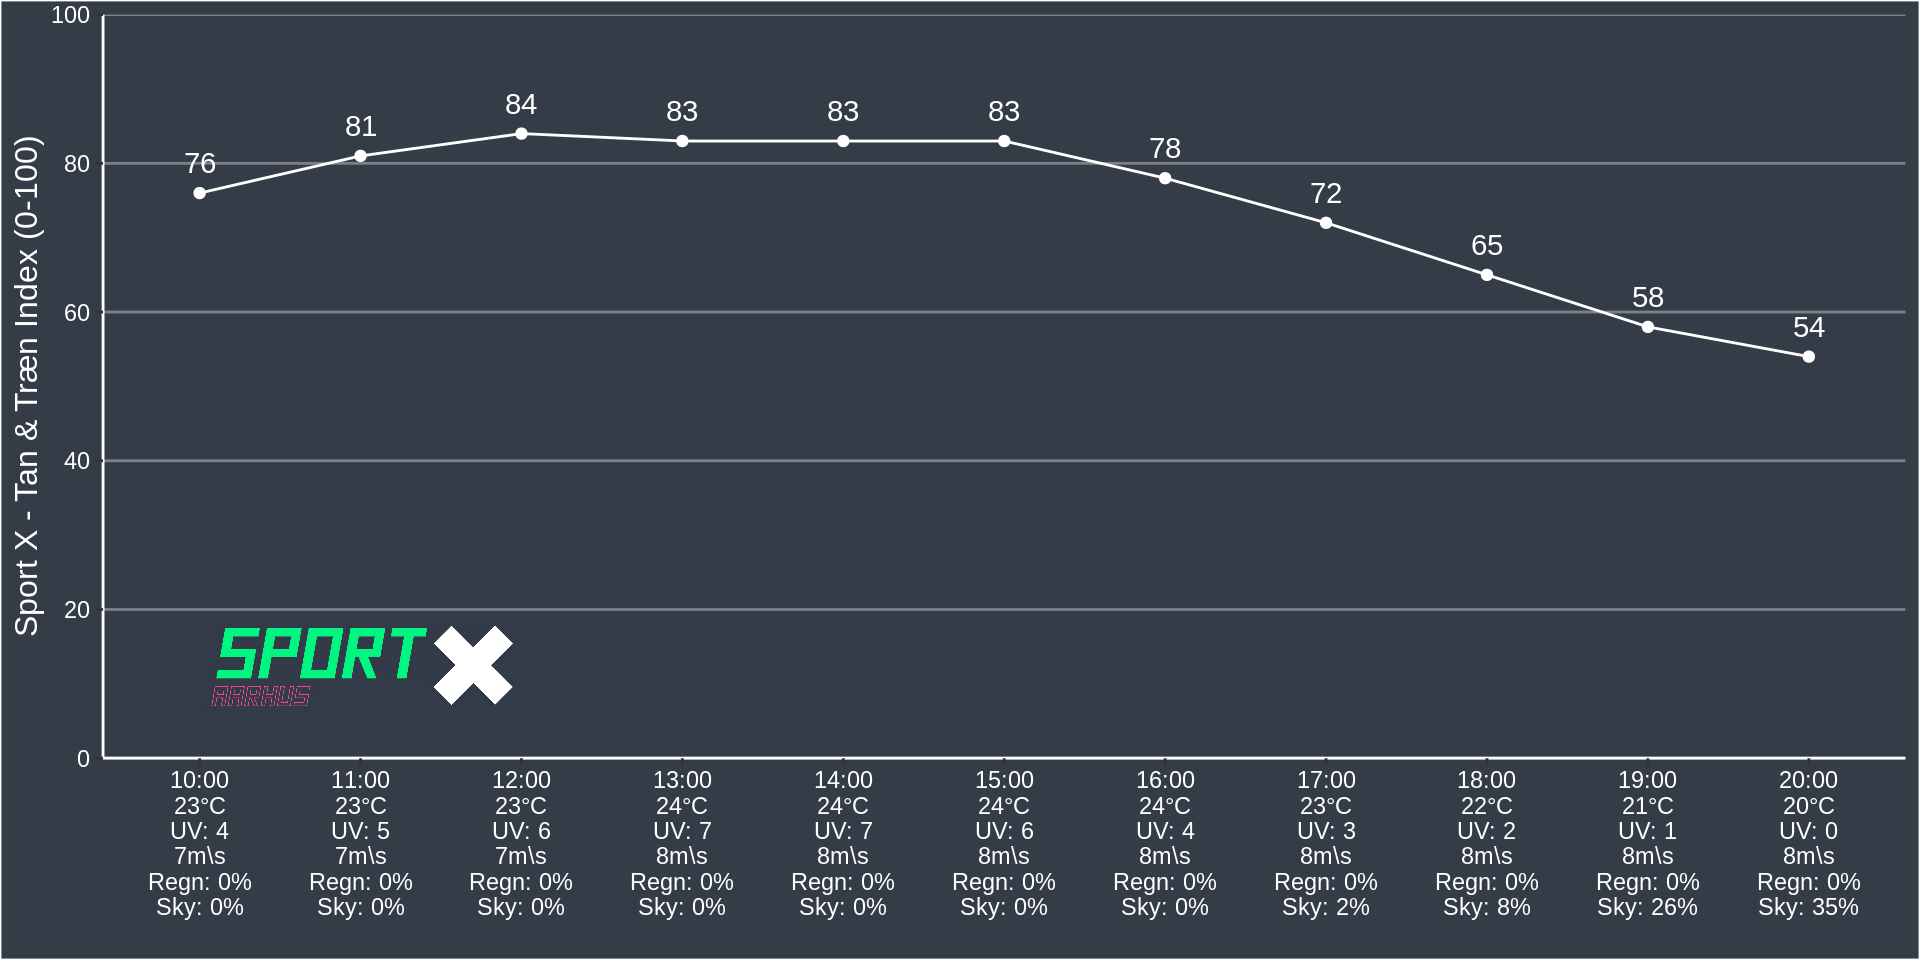 Sport X - Tan & Træn Index (0-100)
100
80
60
40
20
0
76
81
84
83
83
83
78
72
65
58
54
SPORT X
AARHUS
10:00
23°C
UV: 4
7m\s
Regn: 0%
Sky: 0%
11:00
23°C
UV: 5
7m\s
Regn: 0%
Sky: 0%
12:00
23°C
UV: 6
7m\s
Regn: 0%
Sky: 0%
13:00
24°C
UV: 7
8m\s
Regn: 0%
Sky: 0%
14:00
24°C
UV: 7
8m\s
Regn: 0%
Sky: 0%
15:00
24°C
UV: 6
8m\s
Regn: 0%
Sky: 0%
16:00
24°C
UV: 4
8m\s
Regn: 0%
Sky: 0%
17:00
23°C
UV: 3
8m\s
Regn: 0%
Sky: 2%
18:00
22°C
UV: 2
8m\s
Regn: 0%
Sky: 8%
19:00
21°C
UV: 1
8m\s
Regn: 0%
Sky: 26%
20:00
20°C
UV: 0
8m\s
Regn: 0%
Sky: 35%